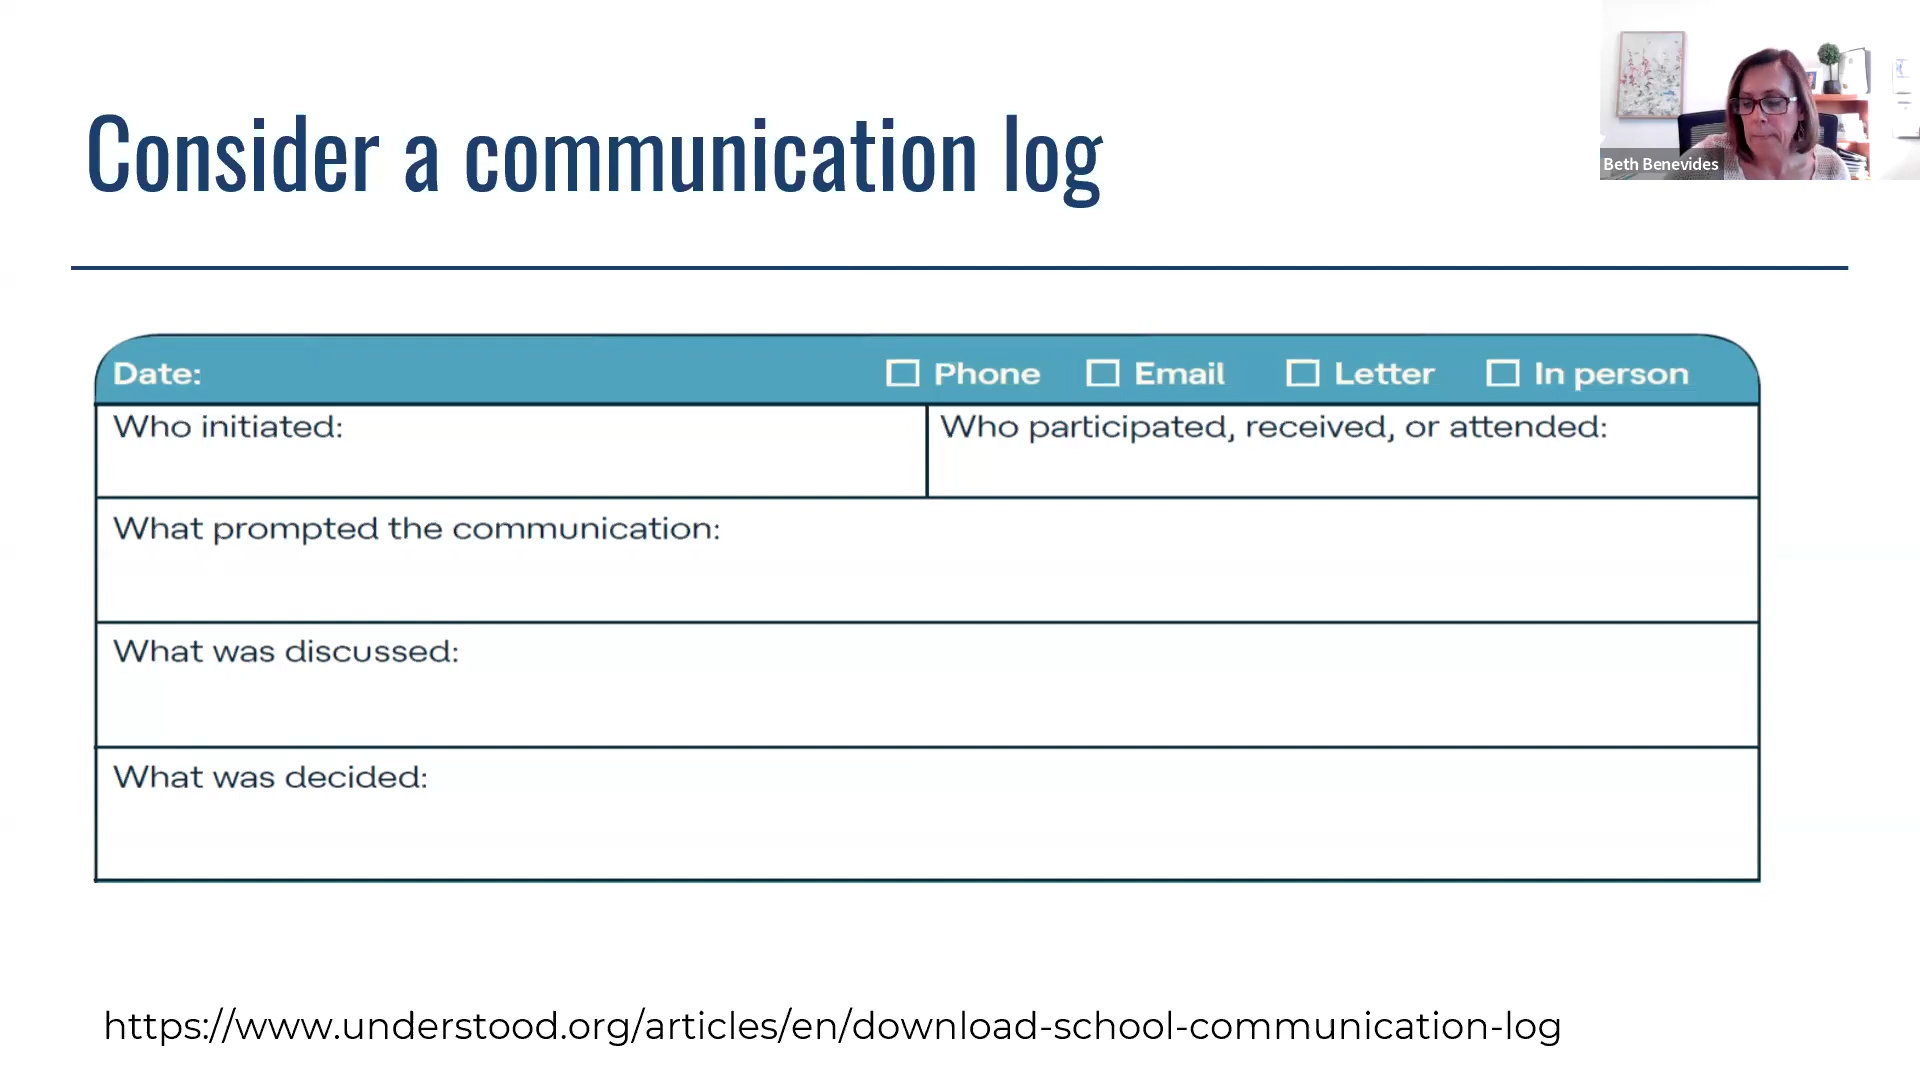 Consider a communication log
Beth Benevides
Date: Phone Email Letter In person
Who initiated: Who participated, received, or attended:
What prompted the communication:
What was discussed:
What was decided:
https://www.understood.org/articles/en/download-school-communication-log